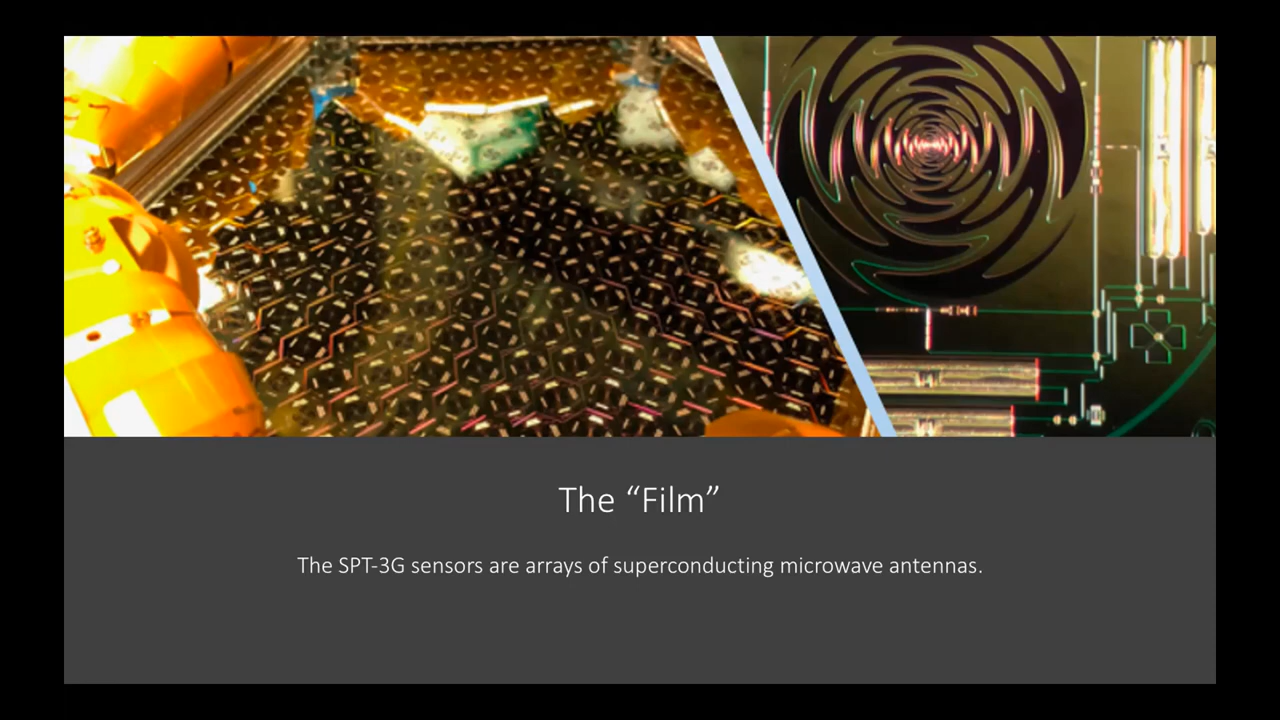 The “Film”
The SPT-3G sensors are arrays of superconducting microwave antennas.